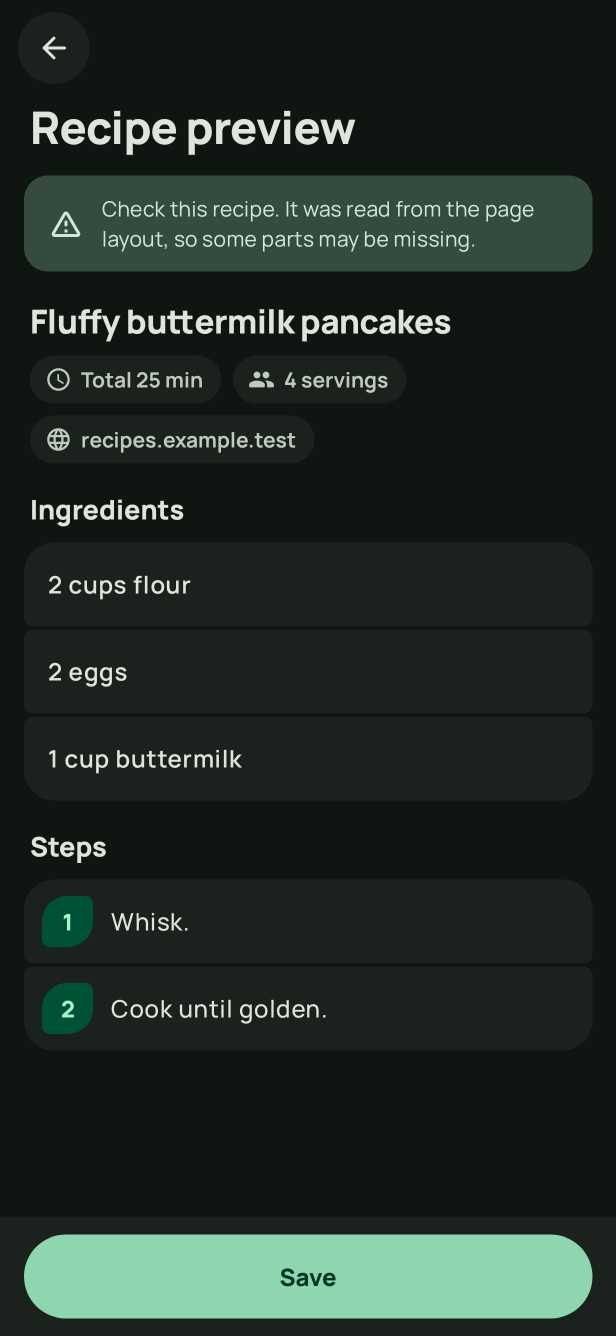 Recipe preview
Check this recipe. It was read from the page
layout, so some parts may be missing.
Fluffy buttermilk pancakes
Total 25 min
4 servings
recipes.example.test
Ingredients
2 cups flour
2 eggs
1 cup buttermilk
Steps
1 Whisk.
2 Cook until golden.
Save